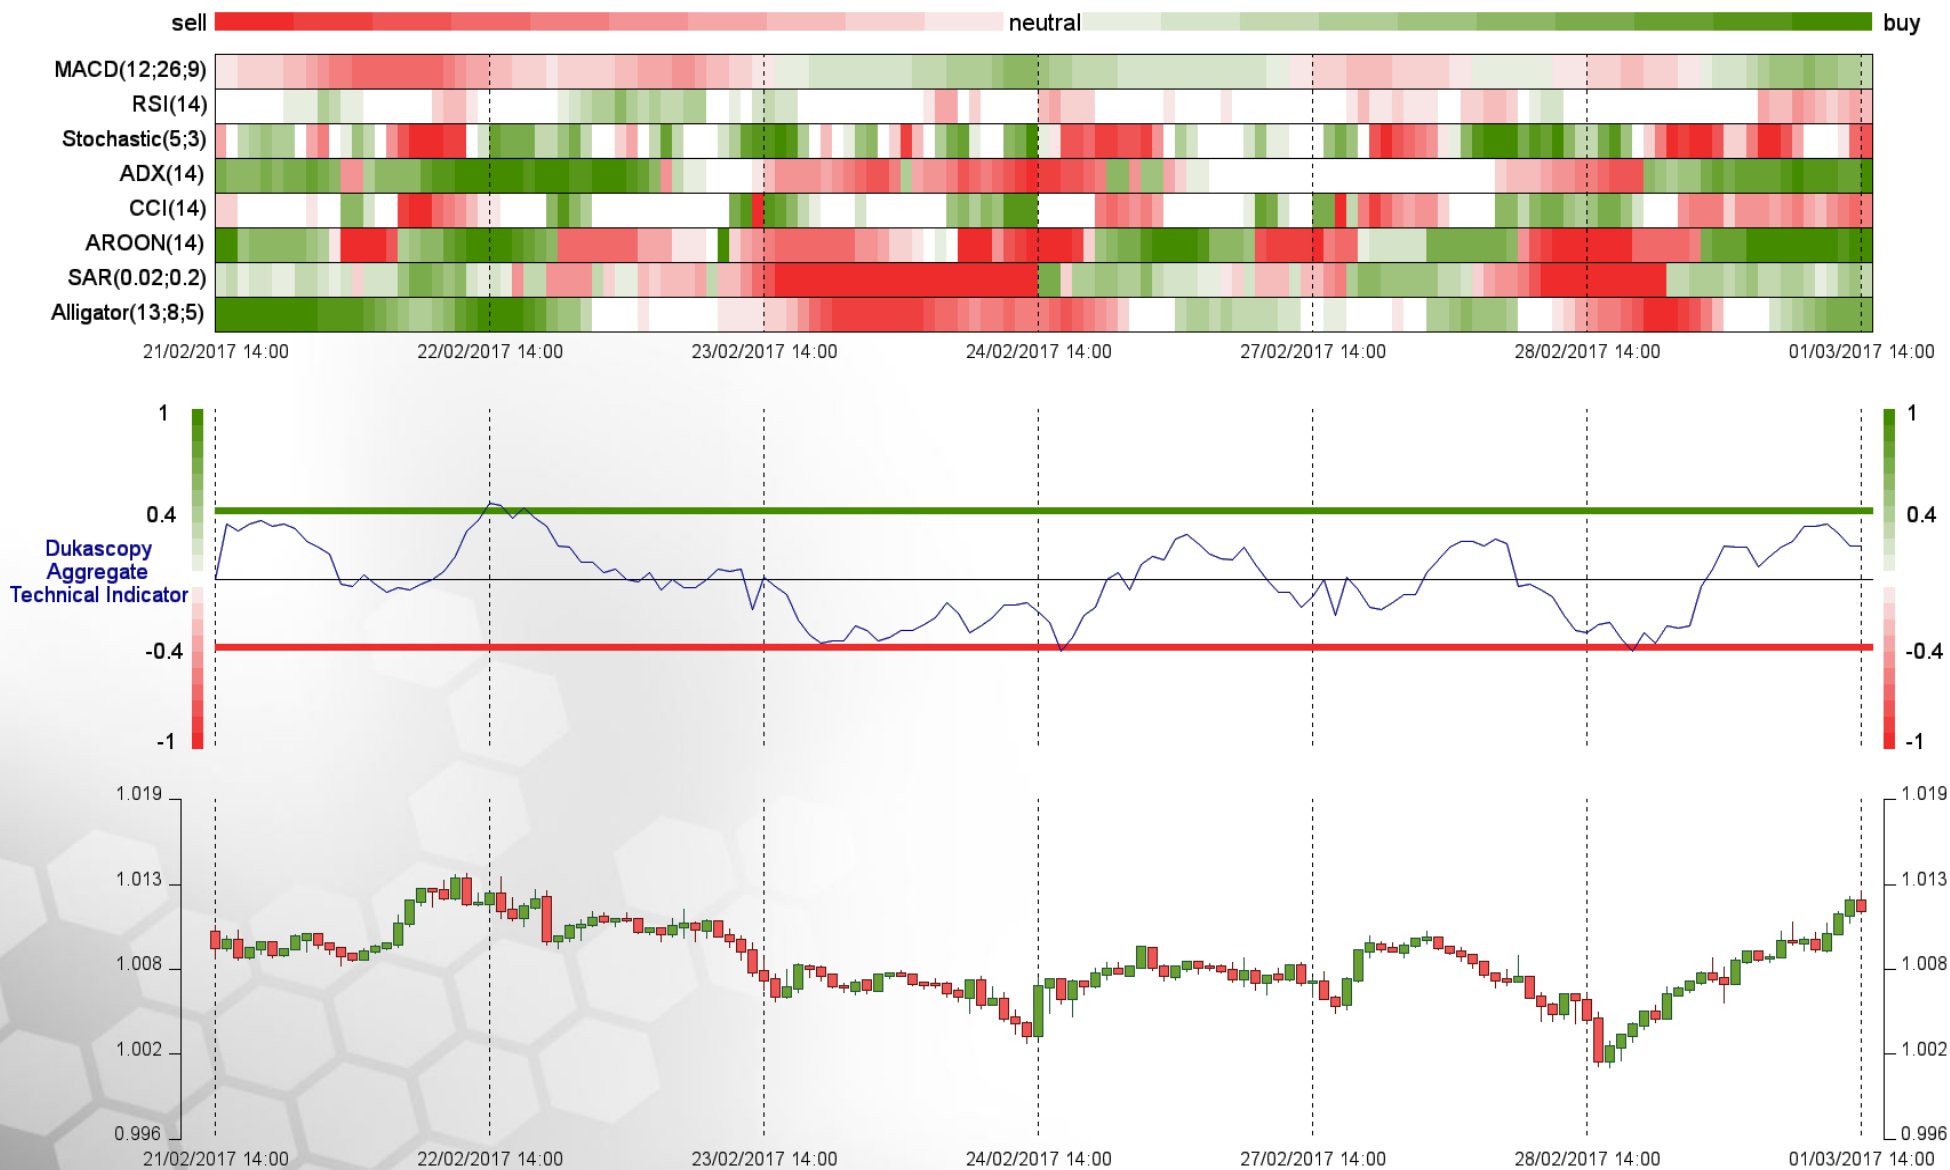 sell neutral buy
MACD(12;26;9)
RSI(14)
Stochastic(5;3)
ADX(14)
CCI(14)
AROON(14)
SAR(0.02;0.2)
Alligator(13;8;5)
21/02/2017 14:00 22/02/2017 14:00 23/02/2017 14:00 24/02/2017 14:00 27/02/2017 14:00 28/02/2017 14:00 01/03/2017 14:00
1 1
0.4 0.4
Dukascopy
Aggregate
Technical Indicator
-0.4 -0.4
-1 -1
1.019 1.019
1.013 1.013
1.008 1.008
1.002 1.002
0.996 0.996
21/02/2017 14:00 22/02/2017 14:00 23/02/2017 14:00 24/02/2017 14:00 27/02/2017 14:00 28/02/2017 14:00 01/03/2017 14:00